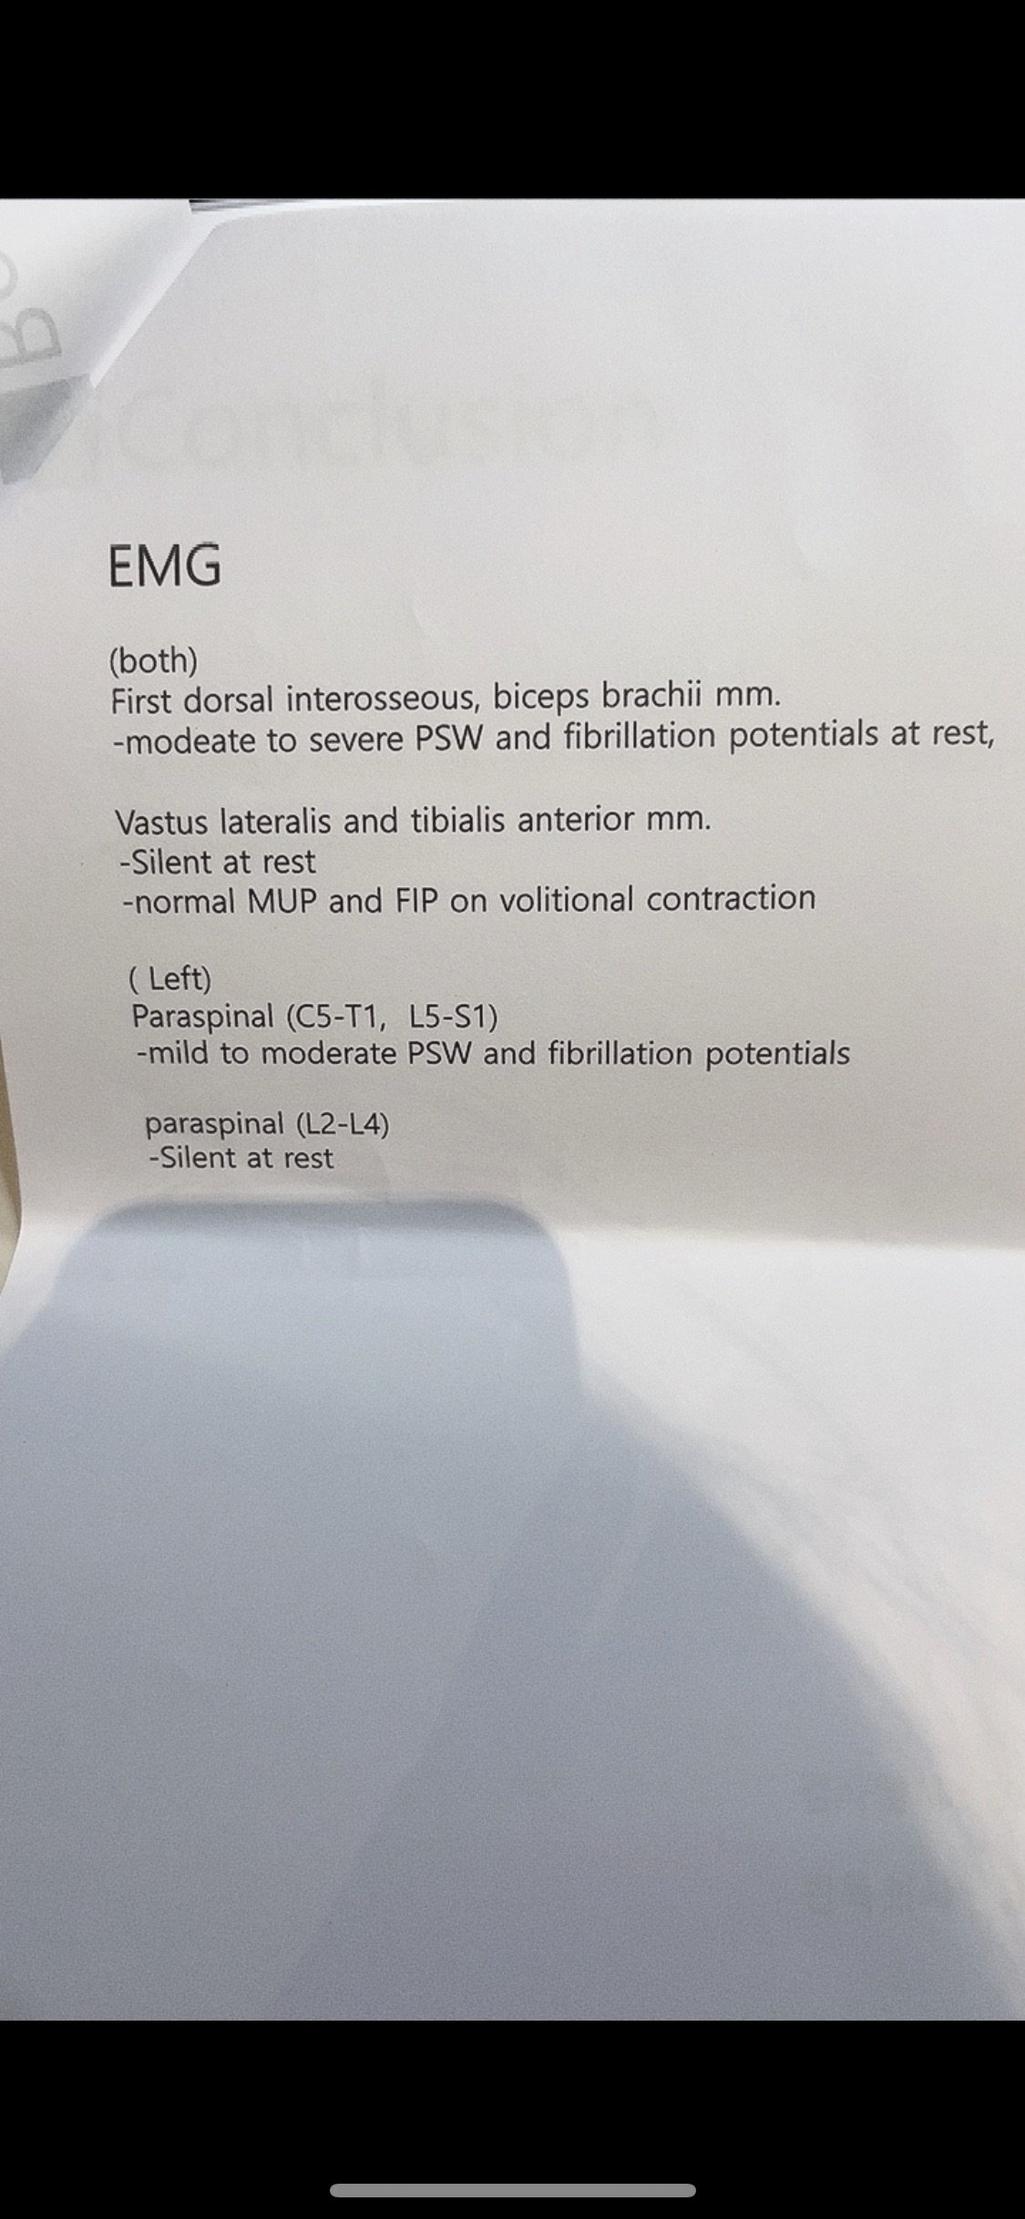 Conclusion
EMG
(both)
First dorsal interosseous, biceps brachii mm.
-modeate to severe PSW and fibrillation potentials at rest,
Vastus lateralis and tibialis anterior mm.
-Silent at rest
-normal MUP and FIP on volitional contraction
( Left)
Paraspinal (C5-T1, L5-S1)
-mild to moderate PSW and fibrillation potentials
paraspinal (L2-L4)
-Silent at rest